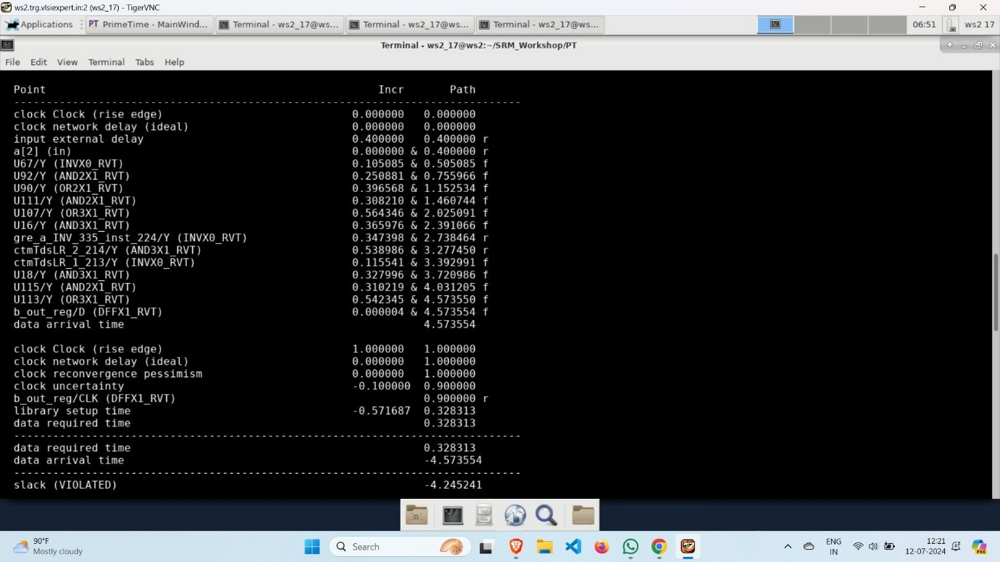 ws2.trg.vlsiexpert.in:2 (ws2_17) - TigerVNC
Applications PT PrimeTime - MainWind... Terminal - ws2_17@ws... Terminal - ws2_17@ws... Terminal - ws2_17@ws... 06:51 ws2 17
Terminal - ws2_17@ws2:~/SRM_Workshop/PT
File Edit View Terminal Tabs Help
Point Incr Path
---------------------------------------------------------------------------
clock Clock (rise edge) 0.000000 0.000000
clock network delay (ideal) 0.000000 0.000000
input external delay 0.400000 0.400000 r
a[2] (in) 0.000000 & 0.400000 r
U67/Y (INVX0_RVT) 0.105085 & 0.505085 f
U92/Y (AND2X1_RVT) 0.250881 & 0.755966 f
U90/Y (OR2X1_RVT) 0.396568 & 1.152534 f
U111/Y (AND2X1_RVT) 0.308210 & 1.460744 f
U107/Y (OR3X1_RVT) 0.564346 & 2.025091 f
U16/Y (AND3X1_RVT) 0.365976 & 2.391066 f
gre_a_INV_335_inst_224/Y (INVX0_RVT) 0.347398 & 2.738464 r
ctmTdsLR_2_214/Y (AND3X1_RVT) 0.538986 & 3.277450 r
ctmTdsLR_1_213/Y (INVX0_RVT) 0.115541 & 3.392991 f
U18/Y (AND3X1_RVT) 0.327996 & 3.720986 f
U115/Y (AND2X1_RVT) 0.310219 & 4.031205 f
U113/Y (OR3X1_RVT) 0.542345 & 4.573550 f
b_out_reg/D (DFFX1_RVT) 0.000004 & 4.573554 f
data arrival time 4.573554
clock Clock (rise edge) 1.000000 1.000000
clock network delay (ideal) 0.000000 1.000000
clock reconvergence pessimism 0.000000 1.000000
clock uncertainty -0.100000 0.900000
b_out_reg/CLK (DFFX1_RVT) 0.900000 r
library setup time -0.571687 0.328313
data required time 0.328313
---------------------------------------------------------------------------
data required time 0.328313
data arrival time -4.573554
---------------------------------------------------------------------------
slack (VIOLATED) -4.245241
90°F
Mostly cloudy
Search
ENG
IN
12:21
12-07-2024
PRE